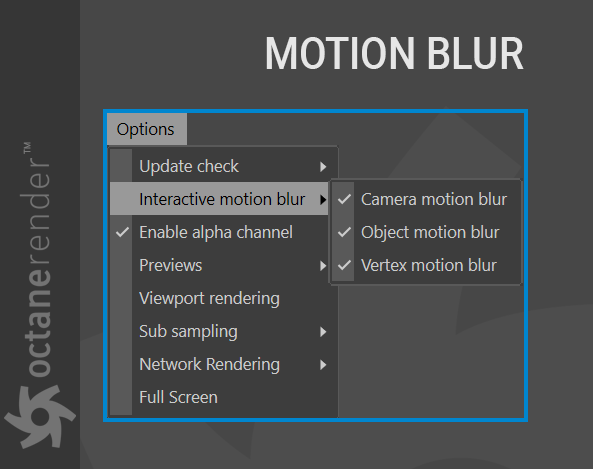 MOTION BLUR
Options
Update check
Interactive motion blur
Camera motion blur
Enable alpha channel
Object motion blur
Previews
Vertex motion blur
Viewport rendering
Sub sampling
Network Rendering
Full Screen
octanerender™